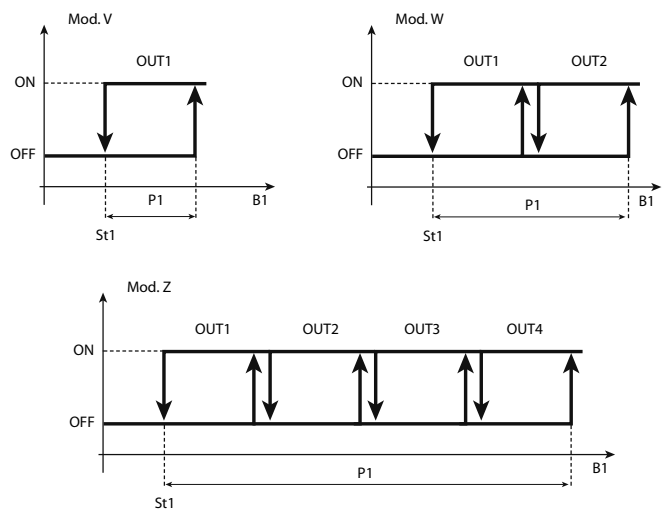 Mod. V
OUT1
ON
OFF
P1
B1
St1
Mod. W
OUT1 OUT2
ON
OFF
P1
B1
St1
Mod. Z
OUT1 OUT2 OUT3 OUT4
ON
OFF
P1
B1
St1